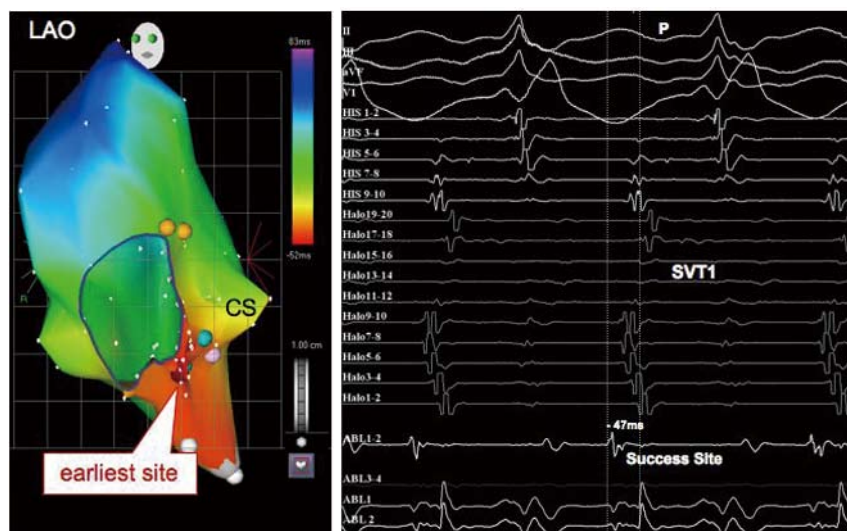 LAO
83ms
-52ms
R
CS
1.00 cm
earliest site
II
P
III
aVF
V1
HIS 1-2
HIS 3-4
HIS 5-6
HIS 7-8
HIS 9-10
Halo19-20
Halo17-18
Halo15-16
SVT1
Halo13-14
Halo11-12
Halo9-10
Halo7-8
Halo5-6
Halo3-4
Halo1-2
- 47ms
ABL1-2
Success Site
ABL3-4
ABL1
ABL 2